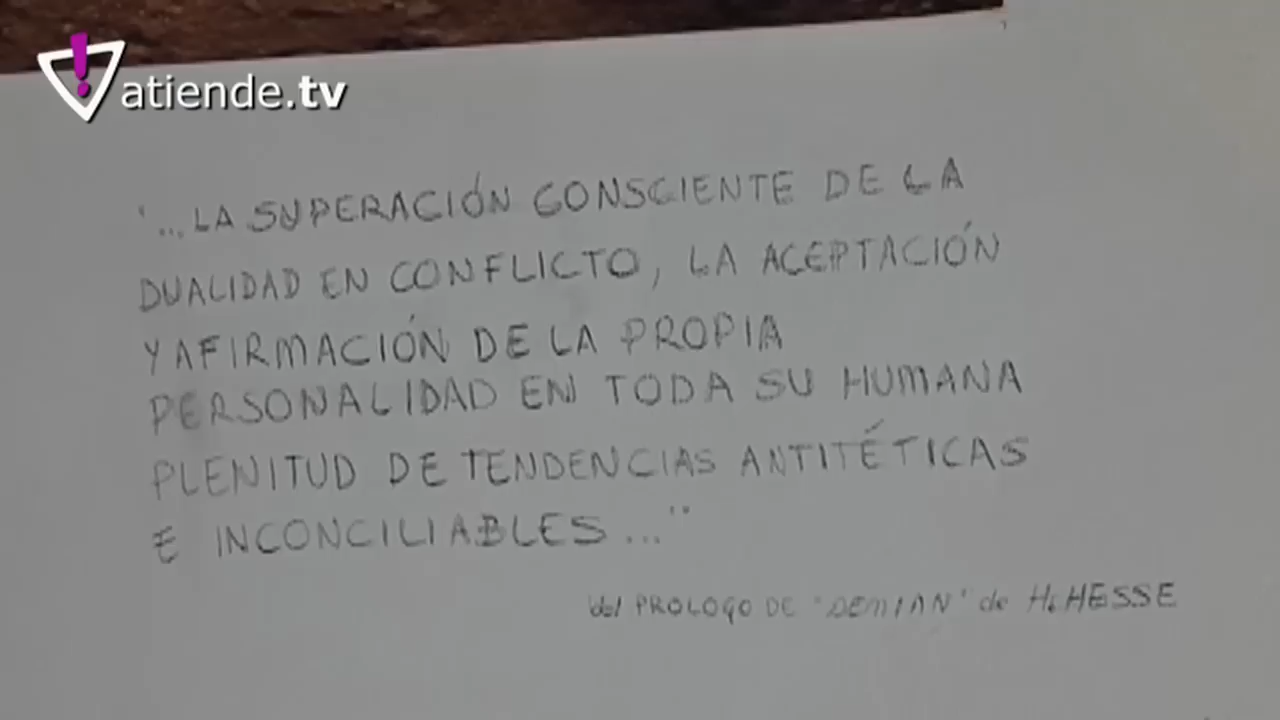 atiende.tv
"...LA SUPERACIÓN CONSCIENTE DE LA
DUALIDAD EN CONFLICTO, LA ACEPTACIÓN
Y AFIRMACIÓN DE LA PROPIA
PERSONALIDAD EN TODA SU HUMANA
PLENITUD DE TENDENCIAS ANTITÉTICAS
E INCONCILIABLES..."
del PROLOGO DE "DEMIAN" de H. HESSE